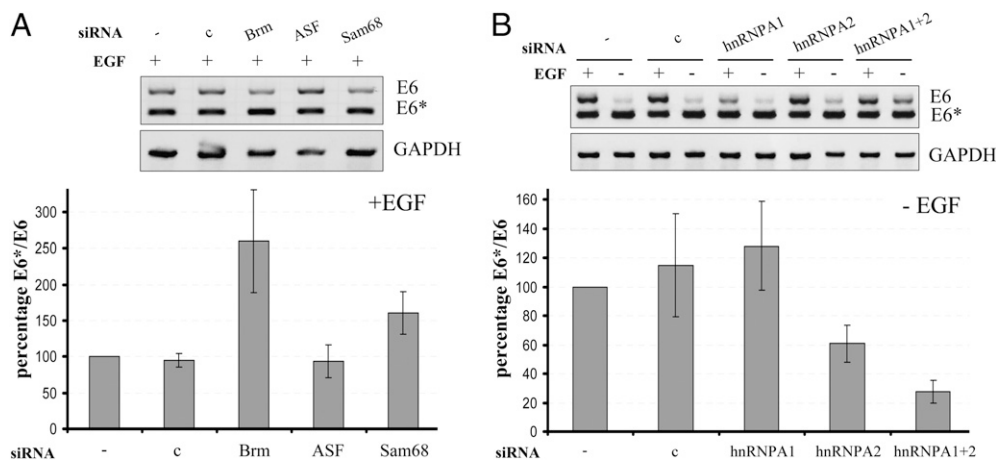 A
siRNA - c Brm ASF Sam68
EGF + + + + +
E6
E6*
GAPDH
+EGF
percentage E6*/E6
300
250
200
150
100
50
0
siRNA - c Brm ASF Sam68
B
siRNA - c hnRNPA1 hnRNPA2 hnRNPA1+2
EGF + - + - + - + - + -
E6
E6*
GAPDH
- EGF
percentage E6*/E6
160
140
120
100
80
60
40
20
0
siRNA - c hnRNPA1 hnRNPA2 hnRNPA1+2